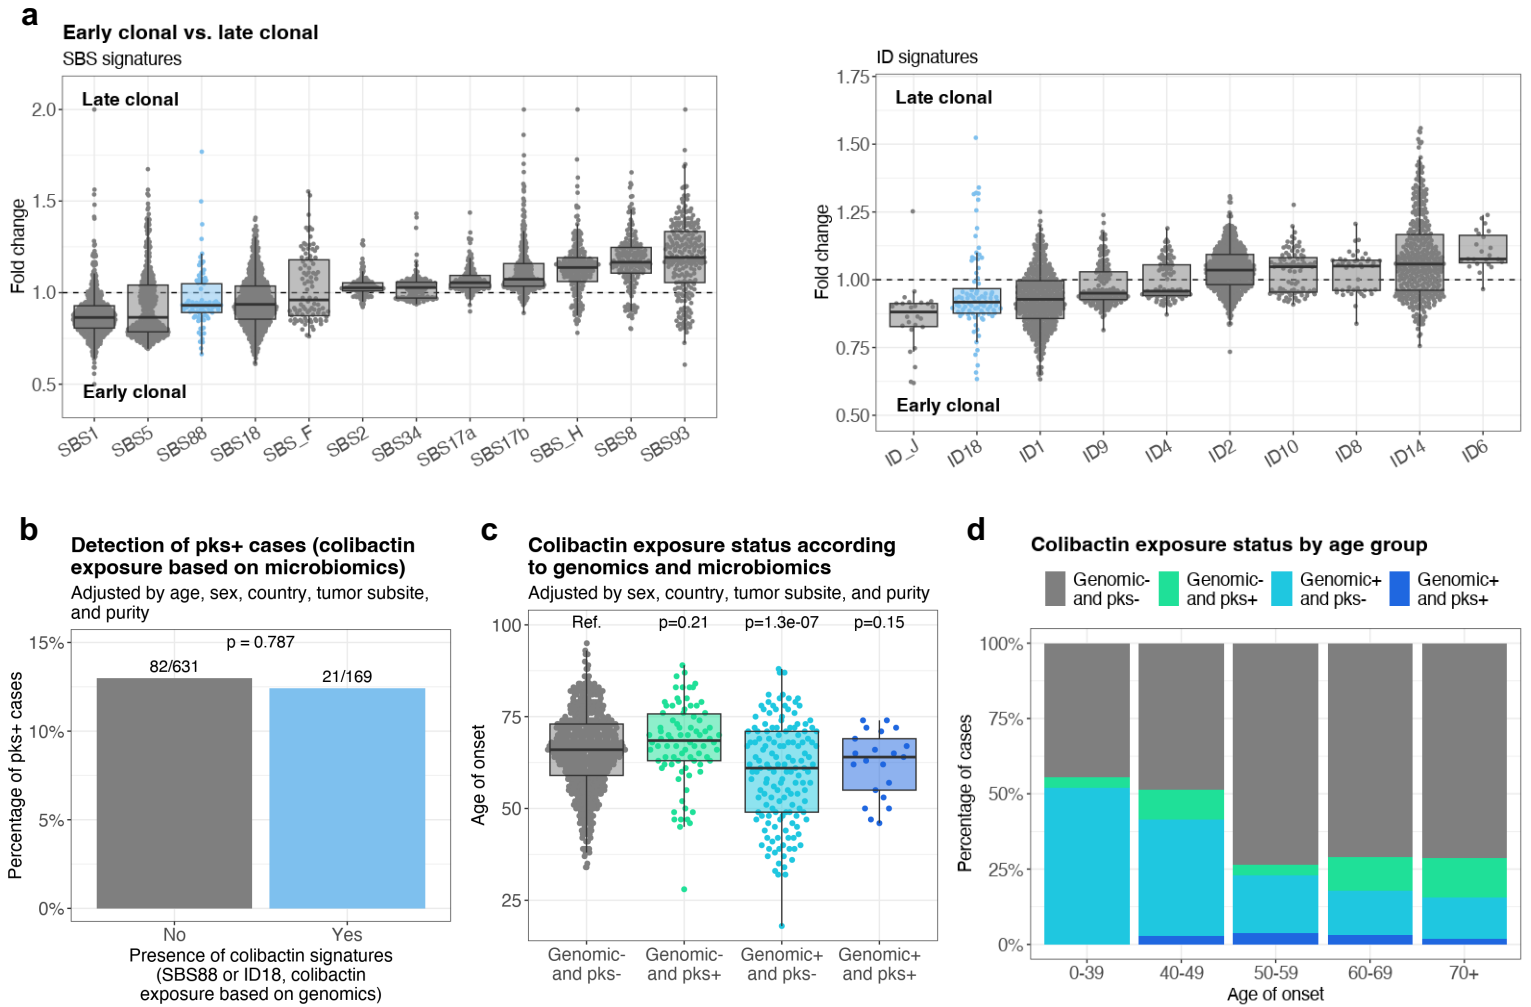 a
Early clonal vs. late clonal
SBS signatures
Late clonal
2.0
1.5
1.0
0.5
Fold change
Early clonal
SBS1
SBS5
SBS88
SBS18
SBS_F
SBS2
SBS34
SBS17a
SBS17b
SBS_H
SBS8
SBS93
ID signatures
Late clonal
1.75
1.50
1.25
1.00
0.75
0.50
Fold change
Early clonal
ID_J
ID18
ID1
ID9
ID4
ID2
ID10
ID8
ID14
ID6
b
Detection of pks+ cases (colibactin
exposure based on microbiomics)
Adjusted by age, sex, country, tumor subsite,
and purity
p = 0.787
82/631
21/169
15%
10%
5%
0%
Percentage of pks+ cases
No
Yes
Presence of colibactin signatures
(SBS88 or ID18, colibactin
exposure based on genomics)
c
Colibactin exposure status according
to genomics and microbiomics
Adjusted by sex, country, tumor subsite, and purity
Ref.
p=0.21
p=1.3e-07
p=0.15
100
75
50
25
Age of onset
Genomic-
and pks-
Genomic-
and pks+
Genomic+
and pks-
Genomic+
and pks+
d
Colibactin exposure status by age group
Genomic-
and pks-
Genomic-
and pks+
Genomic+
and pks-
Genomic+
and pks+
100%
75%
50%
25%
0%
Percentage of cases
0-39
40-49
50-59
60-69
70+
Age of onset